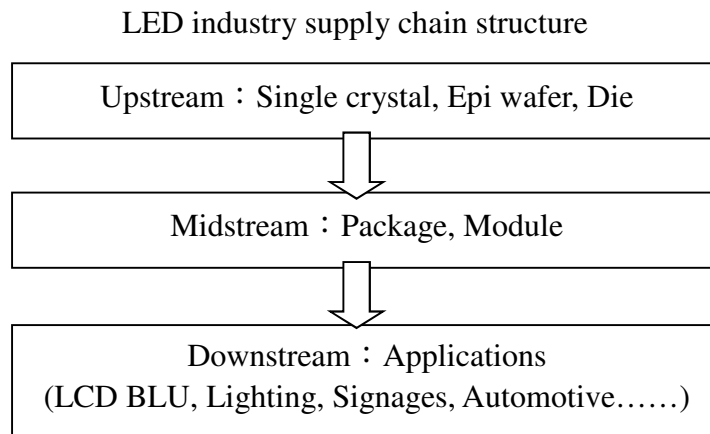 LED industry supply chain structure
Upstream：Single crystal, Epi wafer, Die
Midstream：Package, Module
Downstream：Applications
(LCD BLU, Lighting, Signages, Automotive……)